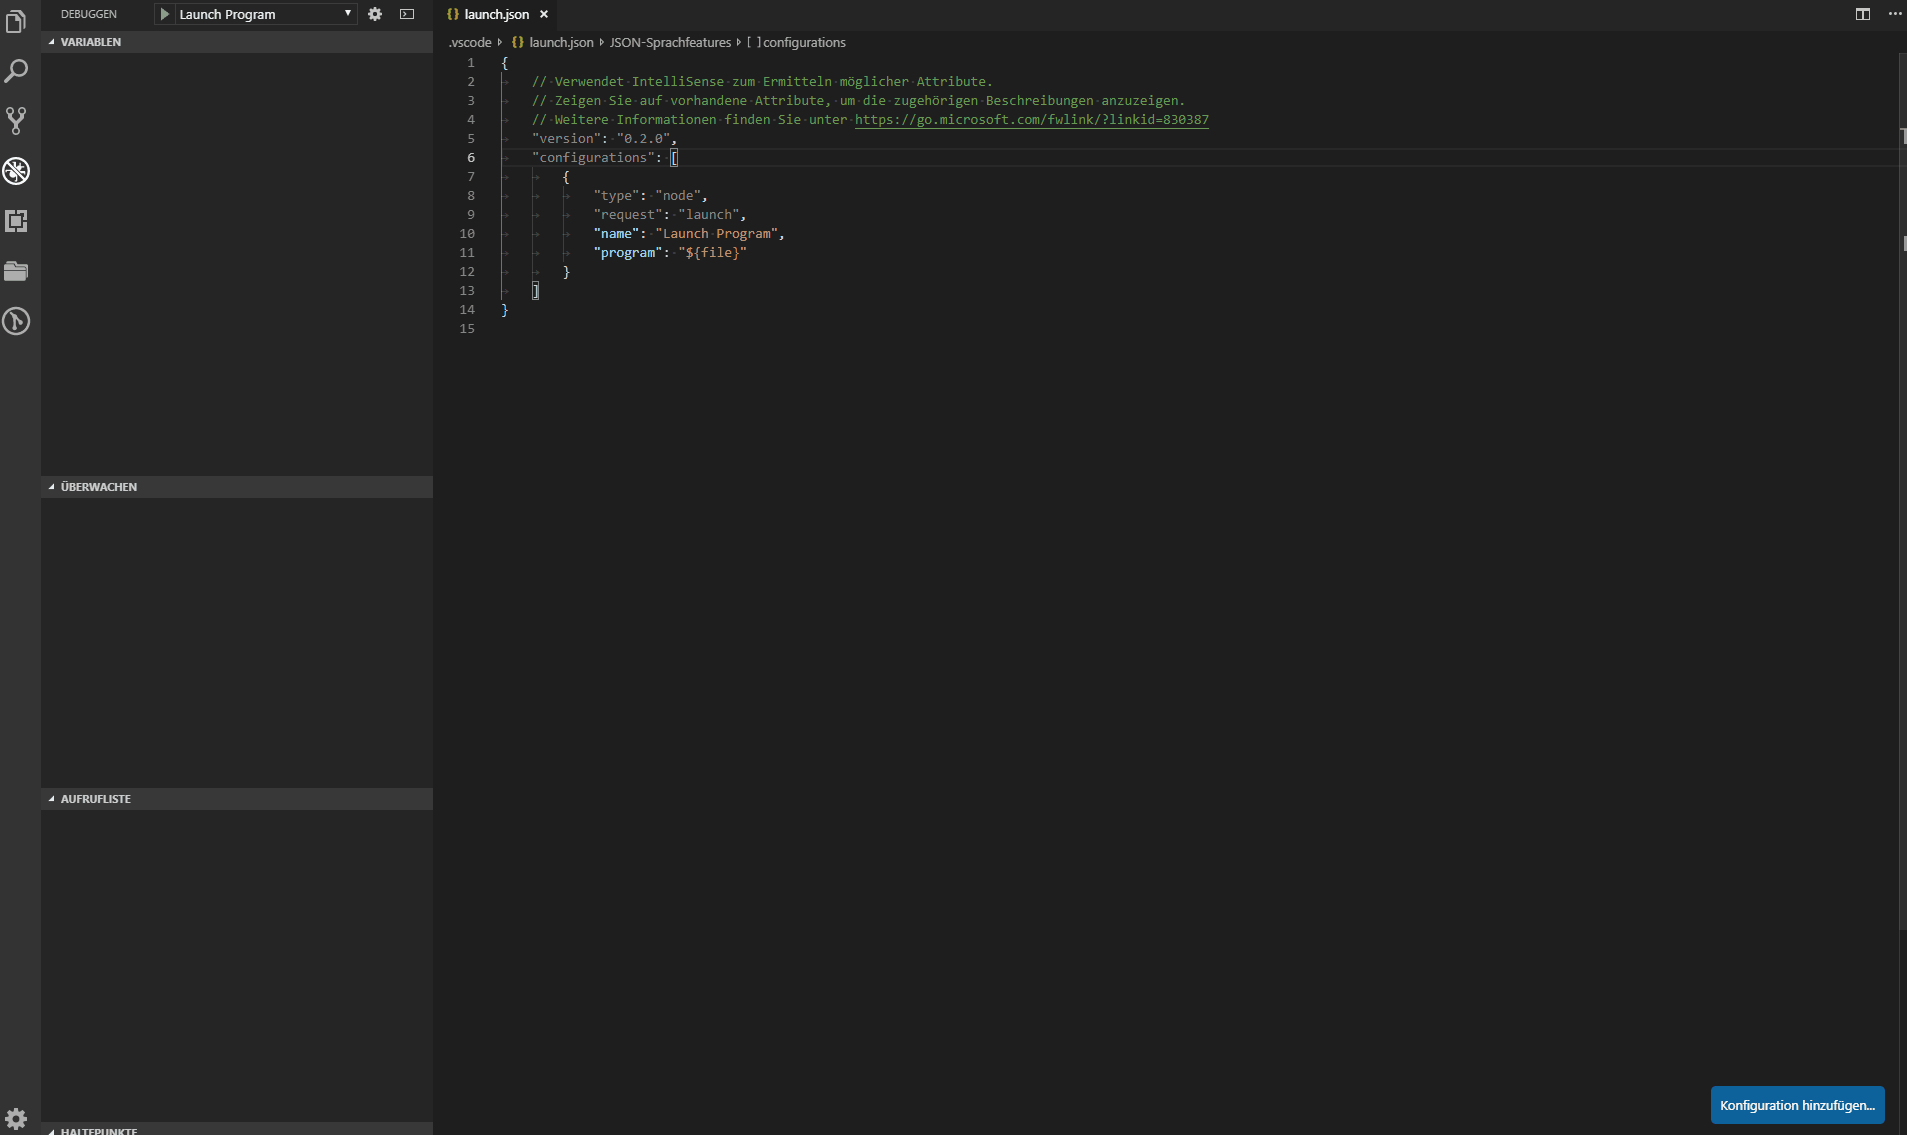 DEBUGGEN
Launch Program
VARIABLEN
ÜBERWACHEN
AUFRUFLISTE
HALTEPUNKTE
{} launch.json ×
.vscode ▸ {} launch.json ▸ JSON-Sprachfeatures ▸ [ ] configurations
1 {
2 // Verwendet IntelliSense zum Ermitteln möglicher Attribute.
3 // Zeigen Sie auf vorhandene Attribute, um die zugehörigen Beschreibungen anzuzeigen.
4 // Weitere Informationen finden Sie unter https://go.microsoft.com/fwlink/?linkid=830387
5 "version": "0.2.0",
6 "configurations": [
7 {
8 "type": "node",
9 "request": "launch",
10 "name": "Launch Program",
11 "program": "${file}"
12 }
13 ]
14 }
15
Konfiguration hinzufügen...